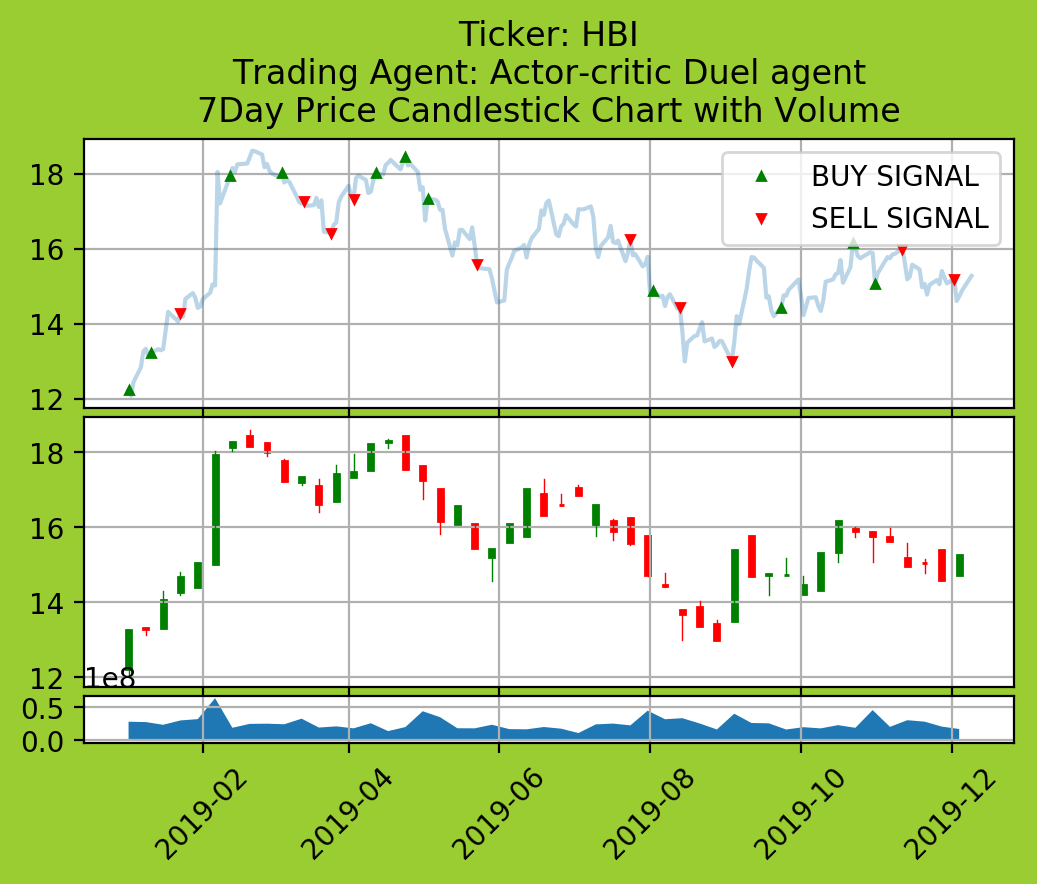 Ticker: HBI
Trading Agent: Actor-critic Duel agent
7Day Price Candlestick Chart with Volume
BUY SIGNAL
SELL SIGNAL
18
16
14
12
18
16
14
12
1e8
0.5
0.0
2019-02
2019-04
2019-06
2019-08
2019-10
2019-12